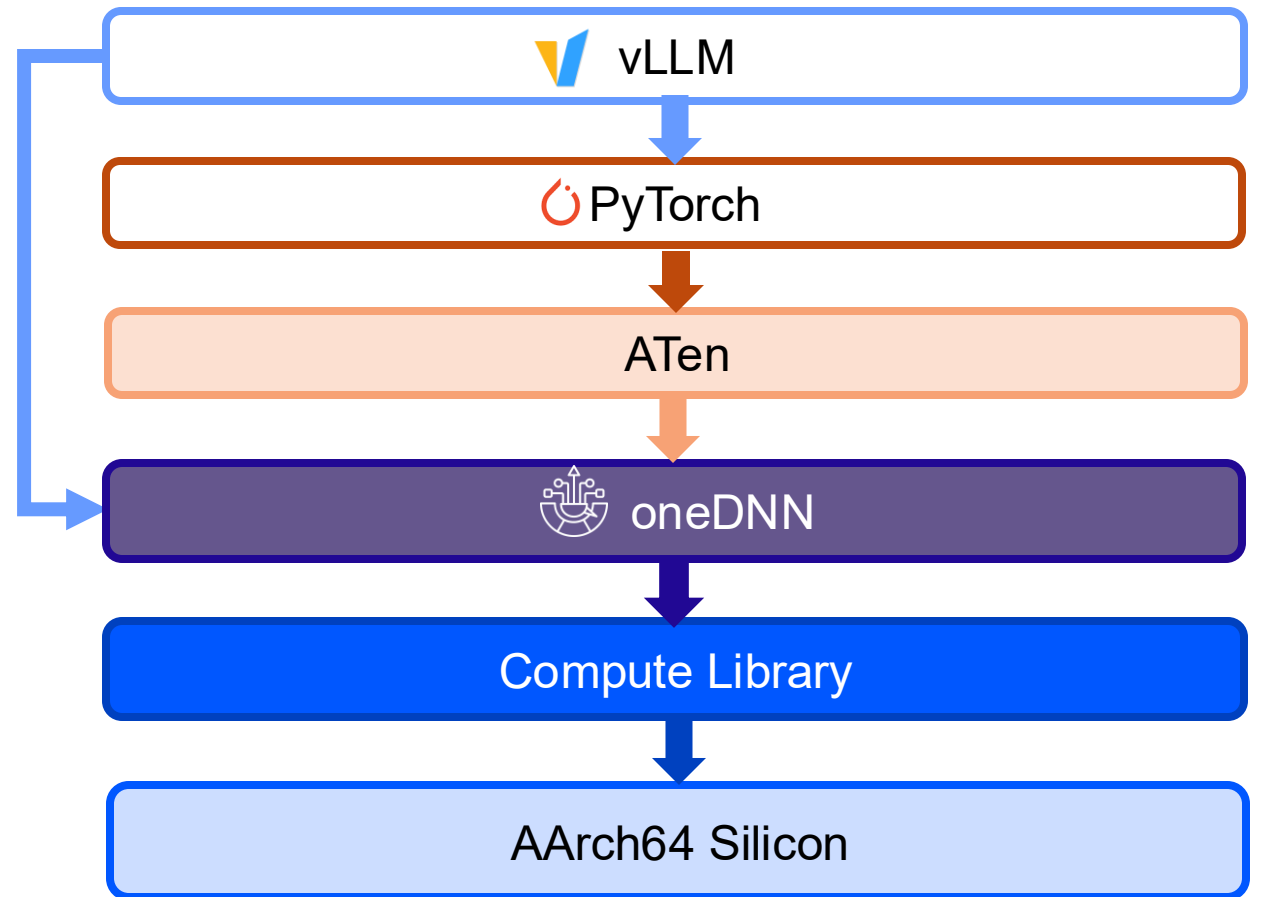 vLLM
PyTorch
ATen
oneDNN
Compute Library
AArch64 Silicon